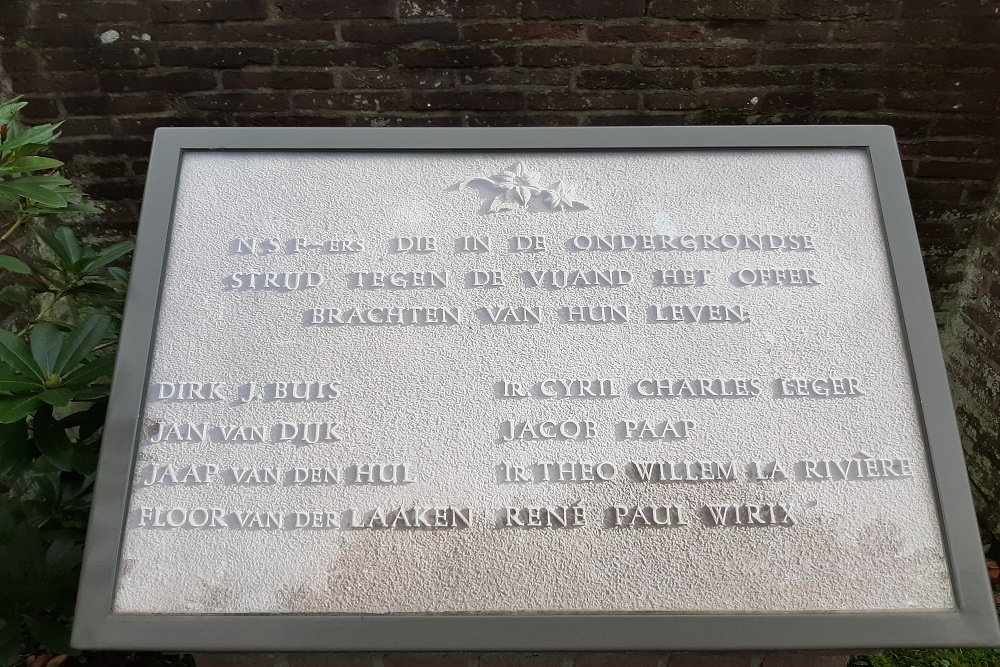 N.S.F-ERS DIE IN DE ONDERGRONDSE
STRIJD TEGEN DE VIJAND HET OFFER
BRACHTEN VAN HUN LEVEN.
DIRK J. BUIS
JAN VAN DIJK
JAAP VAN DEN HUL
FLOOR VAN DER LAAKEN
IR. CYRIL CHARLES LEGER
JACOB PAAP
IR. THEO WILLEM LA RIVIÈRE
RENÉ PAUL WIRIX